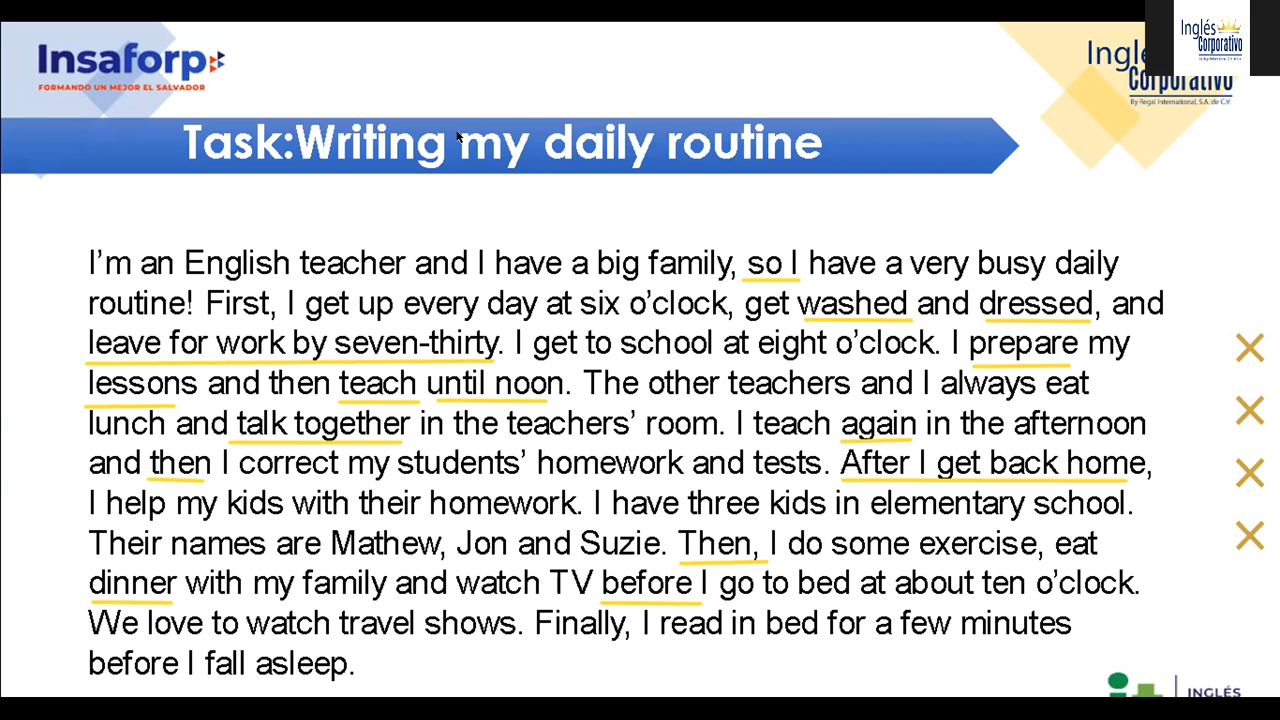 Insaforp
FORMANDO UN MEJOR EL SALVADOR
Inglés
Corporativo
Corporativo
By Regal International, S.A. de C.V.
Task:Writing my daily routine
I'm an English teacher and I have a big family, so I have a very busy daily
routine! First, I get up every day at six o'clock, get washed and dressed, and
leave for work by seven-thirty. I get to school at eight o'clock. I prepare my
lessons and then teach until noon. The other teachers and I always eat
lunch and talk together in the teachers' room. I teach again in the afternoon
and then I correct my students' homework and tests. After I get back home,
I help my kids with their homework. I have three kids in elementary school.
Their names are Mathew, Jon and Suzie. Then, I do some exercise, eat
dinner with my family and watch TV before I go to bed at about ten o'clock.
We love to watch travel shows. Finally, I read in bed for a few minutes
before I fall asleep.
INGLÉS